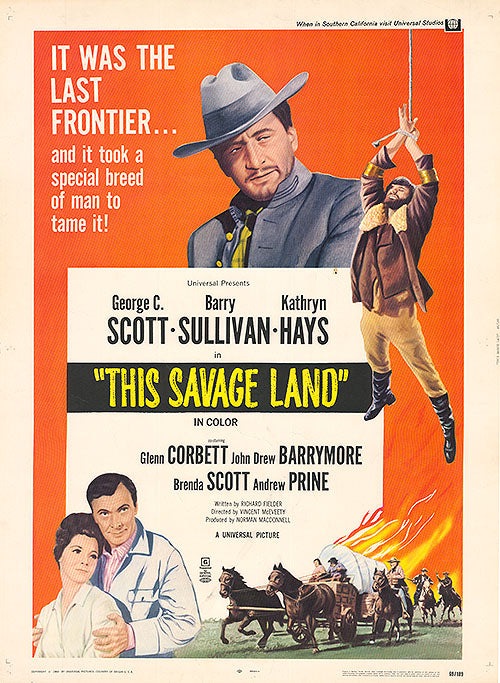 When in Southern California visit Universal Studios
IT WAS THE
LAST
FRONTIER...
and it took a
special breed
of man to
tame it!
Universal Presents
George C. Barry Kathryn
SCOTT · SULLIVAN · HAYS
in
"THIS SAVAGE LAND"
IN COLOR
costarring
Glenn CORBETT John Drew BARRYMORE
Brenda SCOTT Andrew PRINE
Written by RICHARD FIELDER
Directed by VINCENT McEVEETY
Produced by NORMAN MACDONNELL
A UNIVERSAL PICTURE
G
69/189